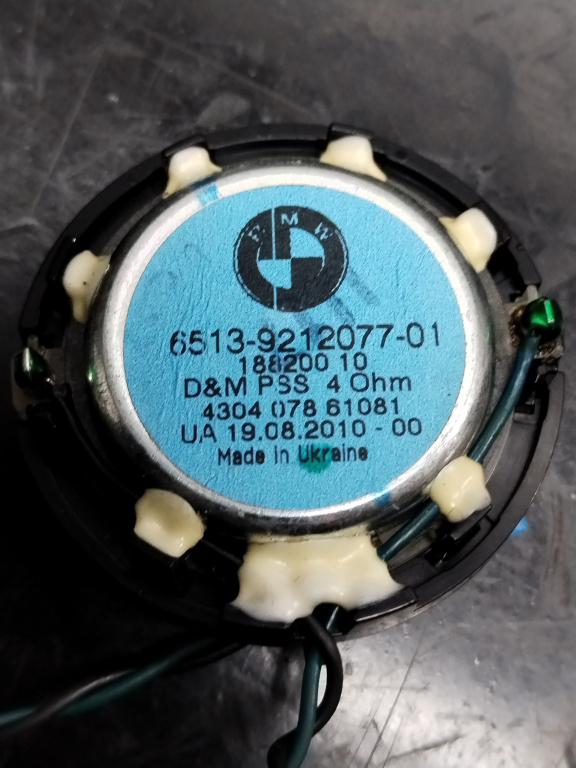 BMW
6513-9212077-01
188200 10
D&M PSS 4 Ohm
4304 078 61081
UA 19.08.2010 - 00
Made in Ukraine